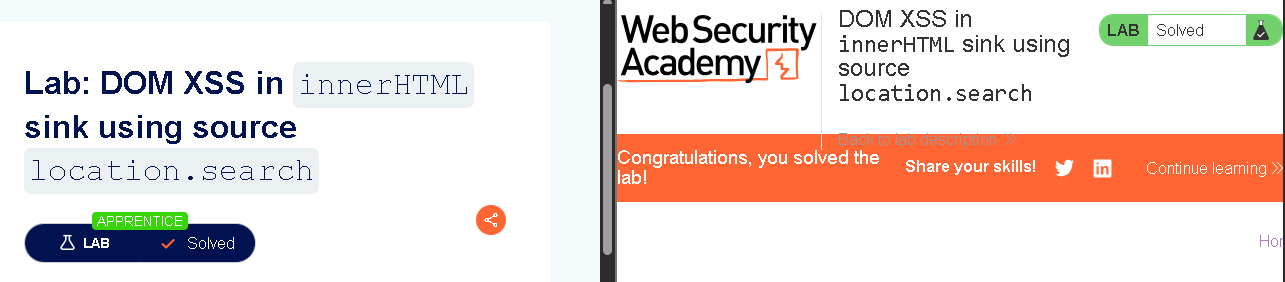 Lab: DOM XSS in innerHTML
sink using source
location.search
APPRENTICE
LAB
Solved
Web Security
Academy
DOM XSS in
innerHTML sink using
source
location.search
Back to lab description
LAB
Solved
Congratulations, you solved the
lab!
Share your skills!
Continue learning
Hor